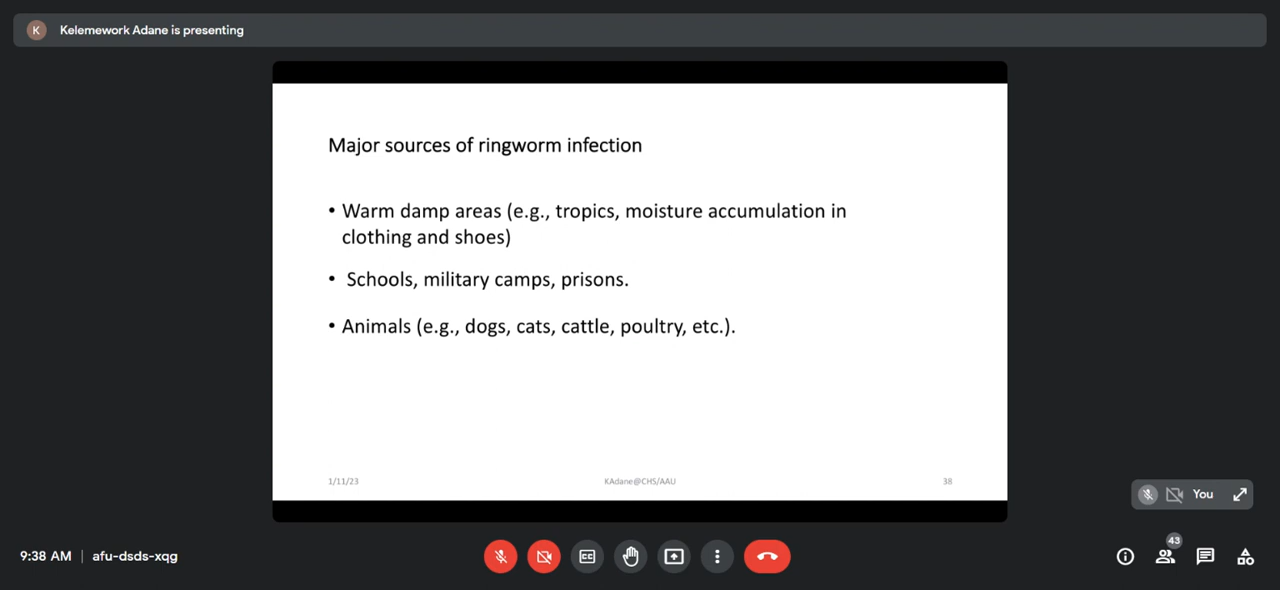 K Kelemework Adane is presenting
Major sources of ringworm infection
• Warm damp areas (e.g., tropics, moisture accumulation in
clothing and shoes)
• Schools, military camps, prisons.
• Animals (e.g., dogs, cats, cattle, poultry, etc.).
1/11/23 KAdane@CHS/AAU 38
You
9:38 AM | afu-dsds-xqg
CC
43